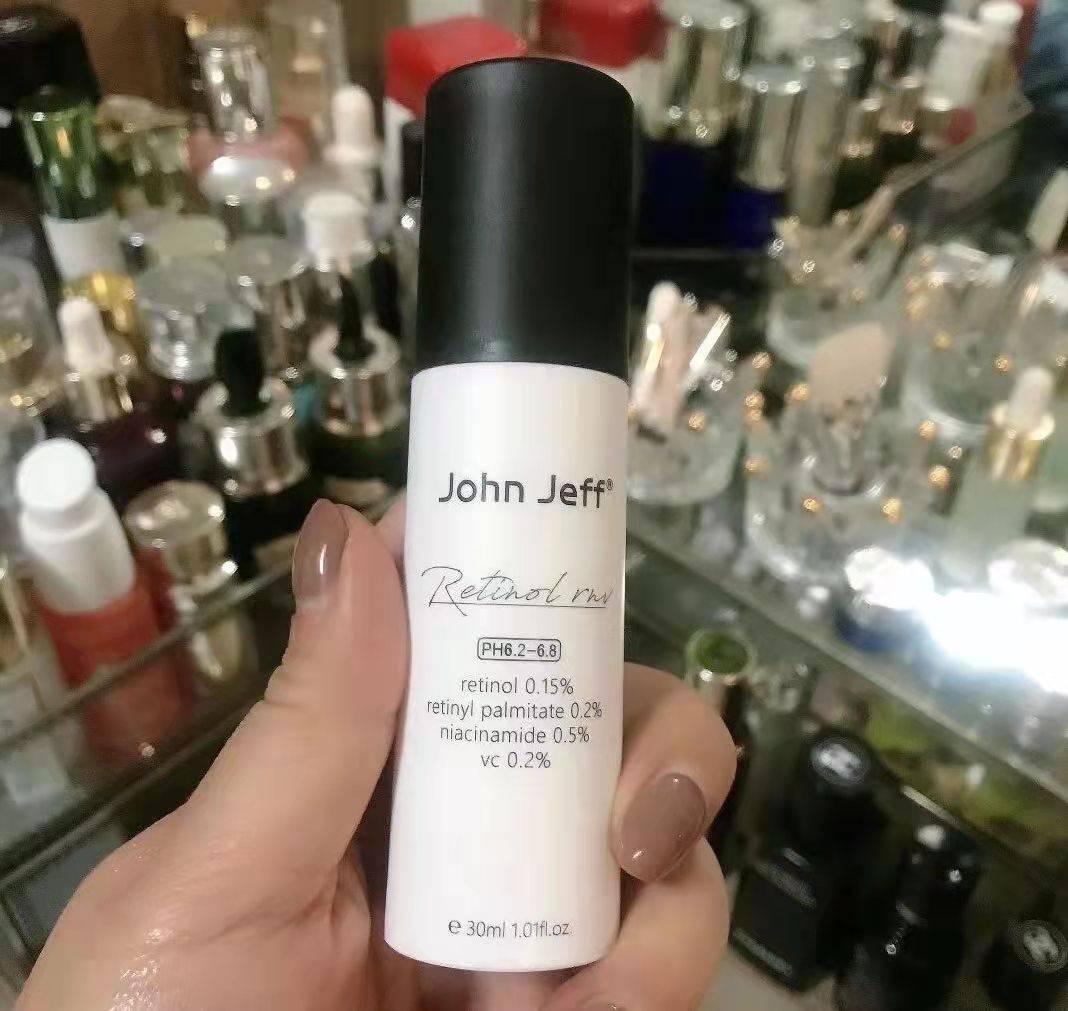 John Jeff®
Retinol rnv
PH6.2–6.8
retinol 0.15%
retinyl palmitate 0.2%
niacinamide 0.5%
vc 0.2%
e 30ml 1.01fl.oz.